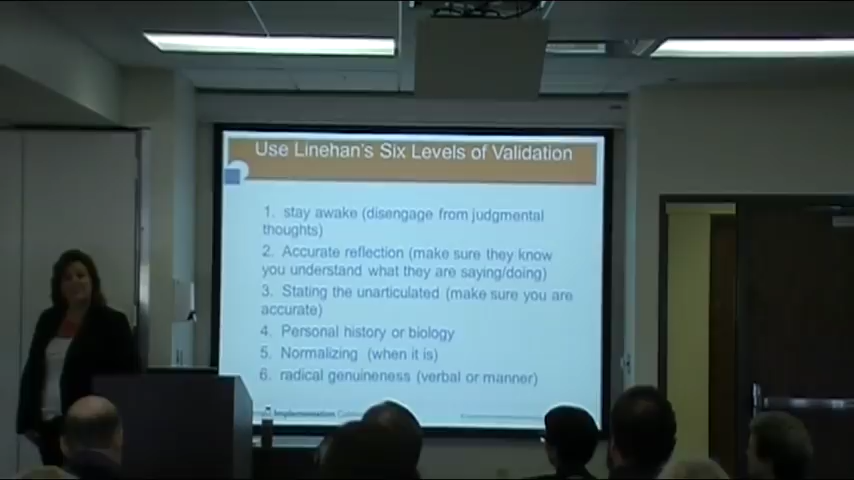 Use Linehan's Six Levels of Validation
1. stay awake (disengage from judgmental
thoughts)
2. Accurate reflection (make sure they know
you understand what they are saying/doing)
3. Stating the unarticulated (make sure you are
accurate)
4. Personal history or biology
5. Normalizing (when it is)
6. radical genuineness (verbal or manner)
Implementation